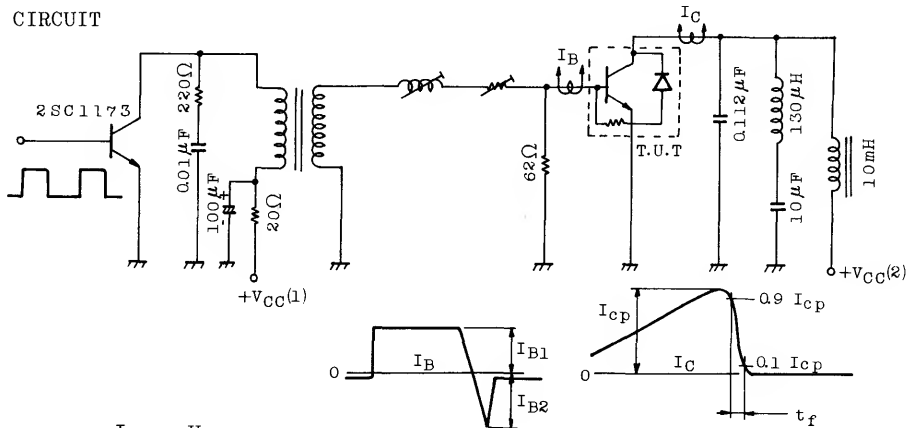 CIRCUIT
2SC1173
220Ω
0.01μF
100μF
+
-
20Ω
+VCC(1)
62Ω
IB
IC
T.U.T
0.112μF
130μH
10μF
10mH
+VCC(2)
0
IB
IB1
IB2
Icp
0.9 Icp
0.1 Icp
0
IC
tf